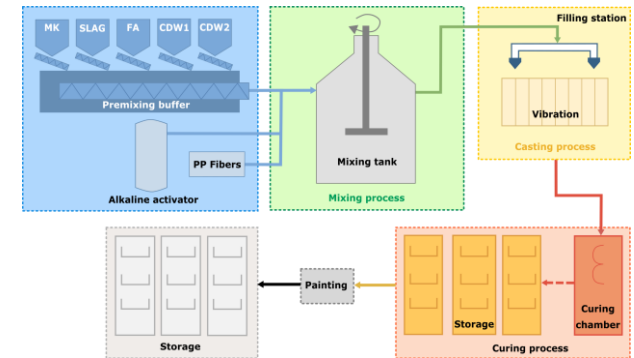 MK SLAG FA CDW1 CDW2
Premixing buffer
PP Fibers
Alkaline activator
Mixing tank
Mixing process
Filling station
Vibration
Casting process
Storage
Painting
Storage
Curing
chamber
Curing process